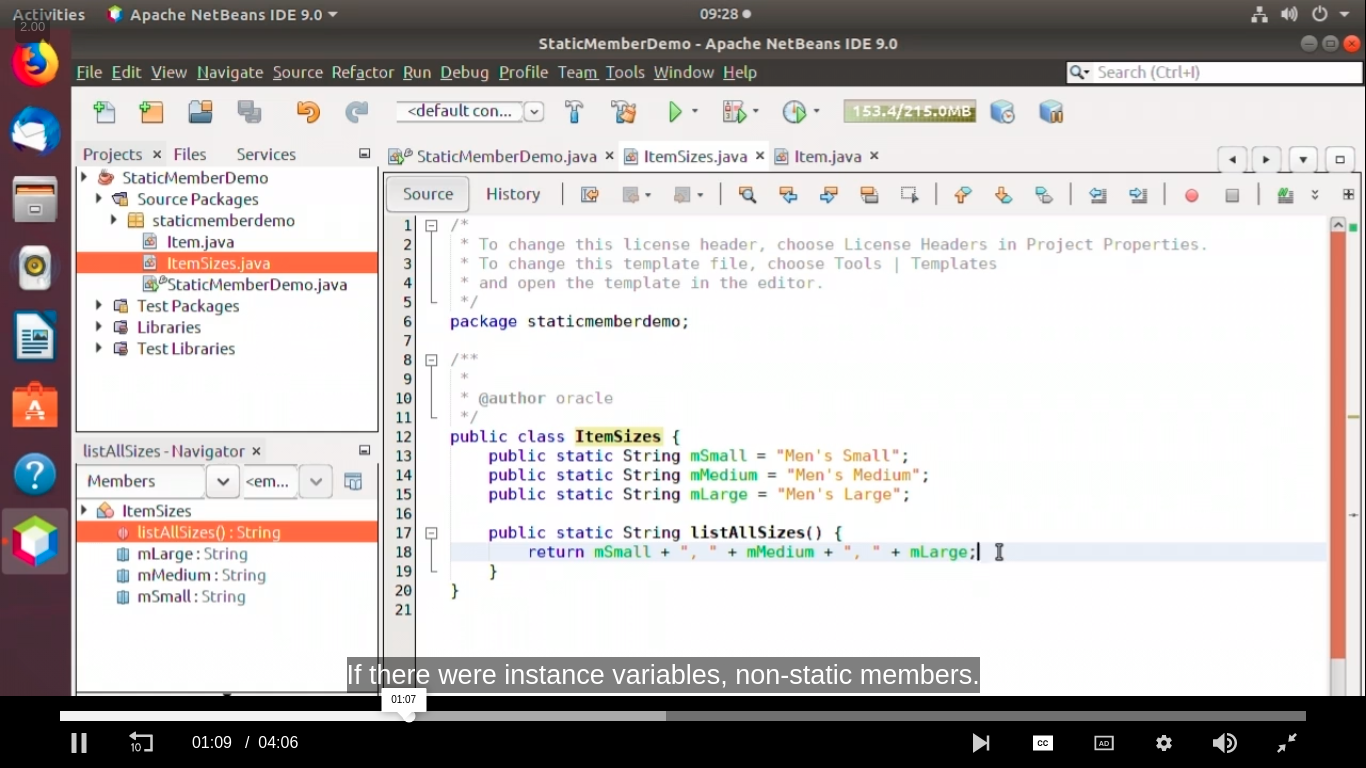 Activities Apache NetBeans IDE 9.0 09:28
2.00
StaticMemberDemo - Apache NetBeans IDE 9.0
File Edit View Navigate Source Refactor Run Debug Profile Team Tools Window Help Search (Ctrl+I)
<default con... 153.4/215.0MB
Projects Files Services
StaticMemberDemo.java ItemSizes.java Item.java
StaticMemberDemo
Source Packages
staticmemberdemo
Item.java
ItemSizes.java
StaticMemberDemo.java
Test Packages
Libraries
Test Libraries
listAllSizes - Navigator
Members <em...
ItemSizes
listAllSizes() : String
mLarge : String
mMedium : String
mSmall : String
Source History
1 /*
2 * To change this license header, choose License Headers in Project Properties.
3 * To change this template file, choose Tools | Templates
4 * and open the template in the editor.
5 */
6 package staticmemberdemo;
7
8 /**
9 *
10 * @author oracle
11 */
12 public class ItemSizes {
13 public static String mSmall = "Men's Small";
14 public static String mMedium = "Men's Medium";
15 public static String mLarge = "Men's Large";
16
17 public static String listAllSizes() {
18 return mSmall + ", " + mMedium + ", " + mLarge;
19 }
20 }
21
If there were instance variables, non-static members.
01:07
10 01:09 / 04:06 CC AD